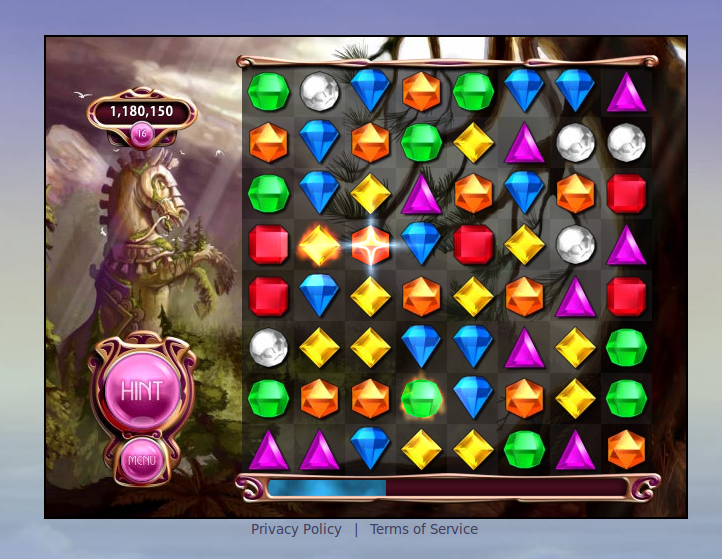 1,180,150
16
HINT
MENU
Privacy Policy | Terms of Service